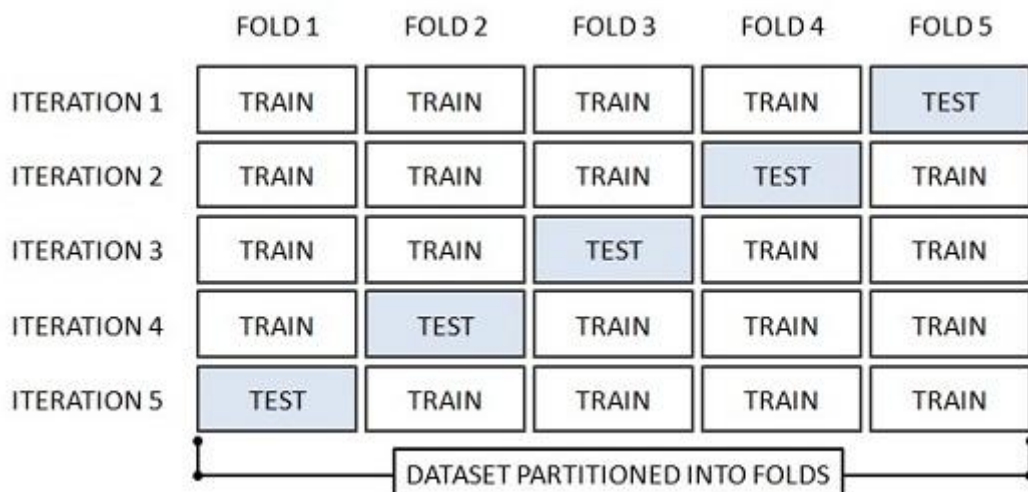 FOLD 1 FOLD 2 FOLD 3 FOLD 4 FOLD 5
ITERATION 1 TRAIN TRAIN TRAIN TRAIN TEST
ITERATION 2 TRAIN TRAIN TRAIN TEST TRAIN
ITERATION 3 TRAIN TRAIN TEST TRAIN TRAIN
ITERATION 4 TRAIN TEST TRAIN TRAIN TRAIN
ITERATION 5 TEST TRAIN TRAIN TRAIN TRAIN
DATASET PARTITIONED INTO FOLDS